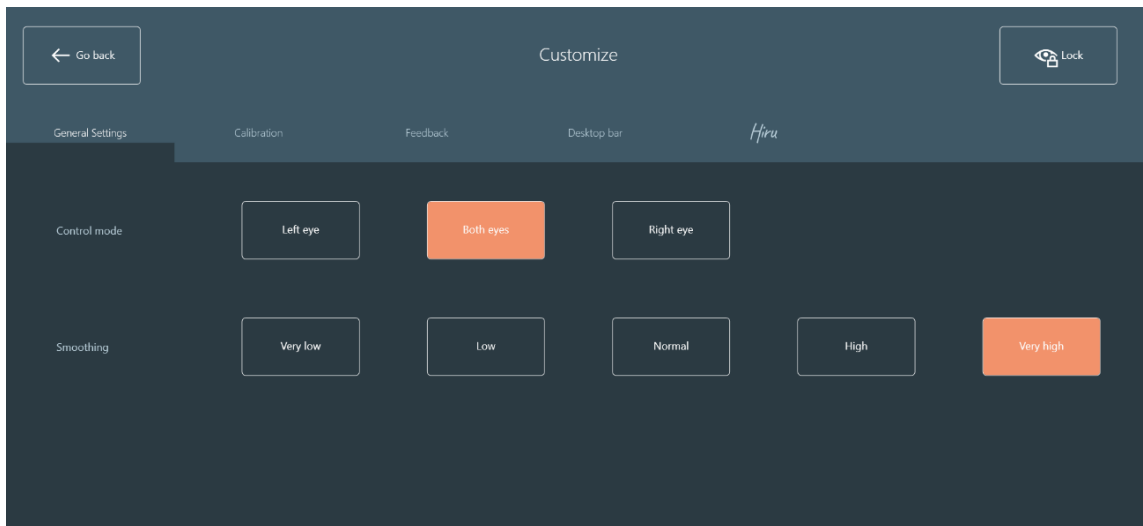 Go back
Customize
Lock
General Settings
Calibration
Feedback
Desktop bar
Hiru
Control mode
Left eye
Both eyes
Right eye
Smoothing
Very low
Low
Normal
High
Very high